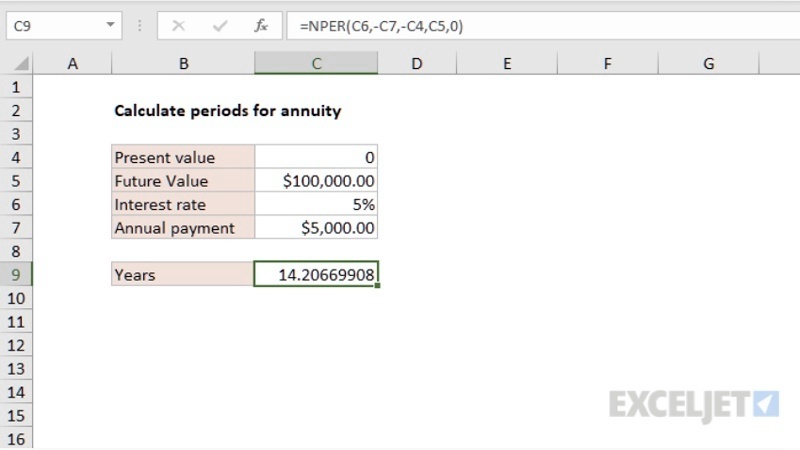 C9 fx =NPER(C6,-C7,-C4,C5,0)
A B C D E F G
1
2 Calculate periods for annuity
3
4 Present value 0
5 Future Value $100,000.00
6 Interest rate 5%
7 Annual payment $5,000.00
8
9 Years 14.20669908
10
11
12
13
14
EXCELJET
15
16